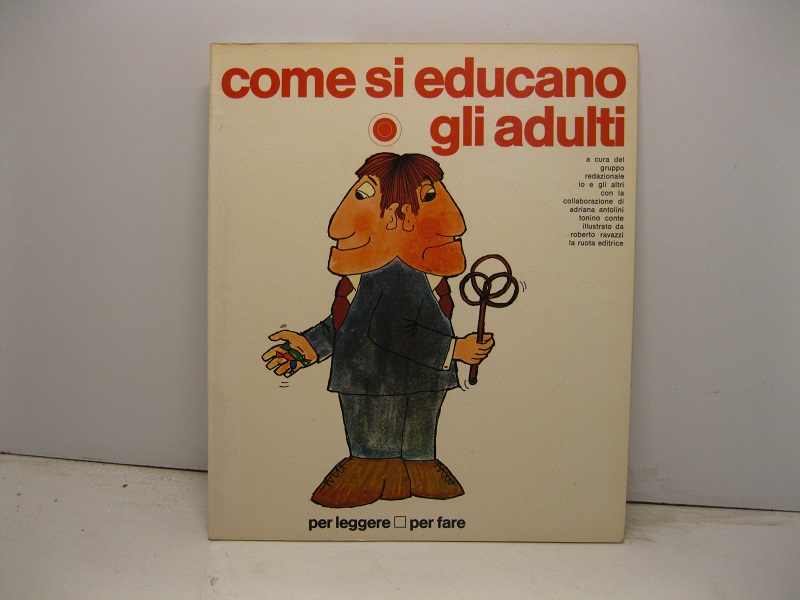 come si educano
gli adulti
a cura del
gruppo
redazionale
io e gli altri
con la
collaborazione di
adriana antolini
tonino conte
illustrato da
roberto ravazzi
la ruota editrice
per leggere □ per fare